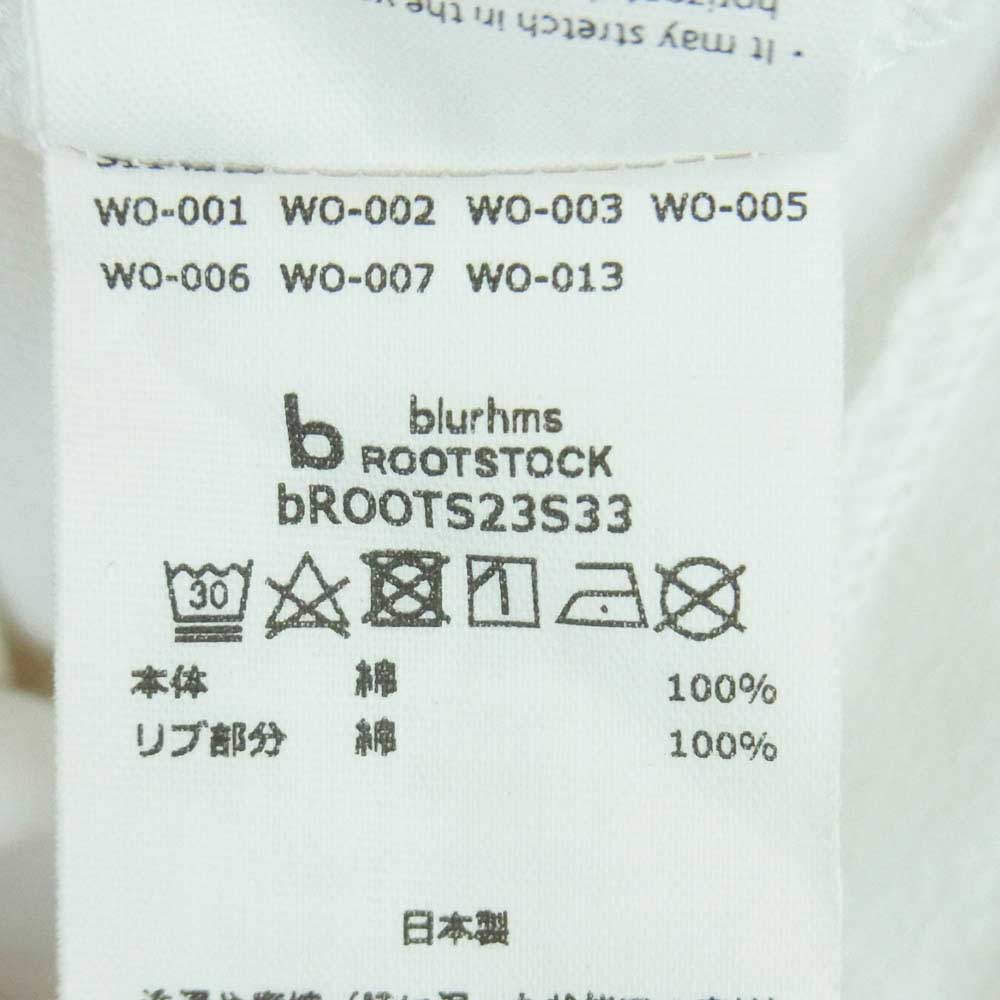 • It may stretch in the
WO-001 WO-002 WO-003 WO-005
WO-006 WO-007 WO-013
b blurhms
ROOTSTOCK
bROOTS23S33
30
本体 綿 100%
リブ部分 綿 100%
日本製